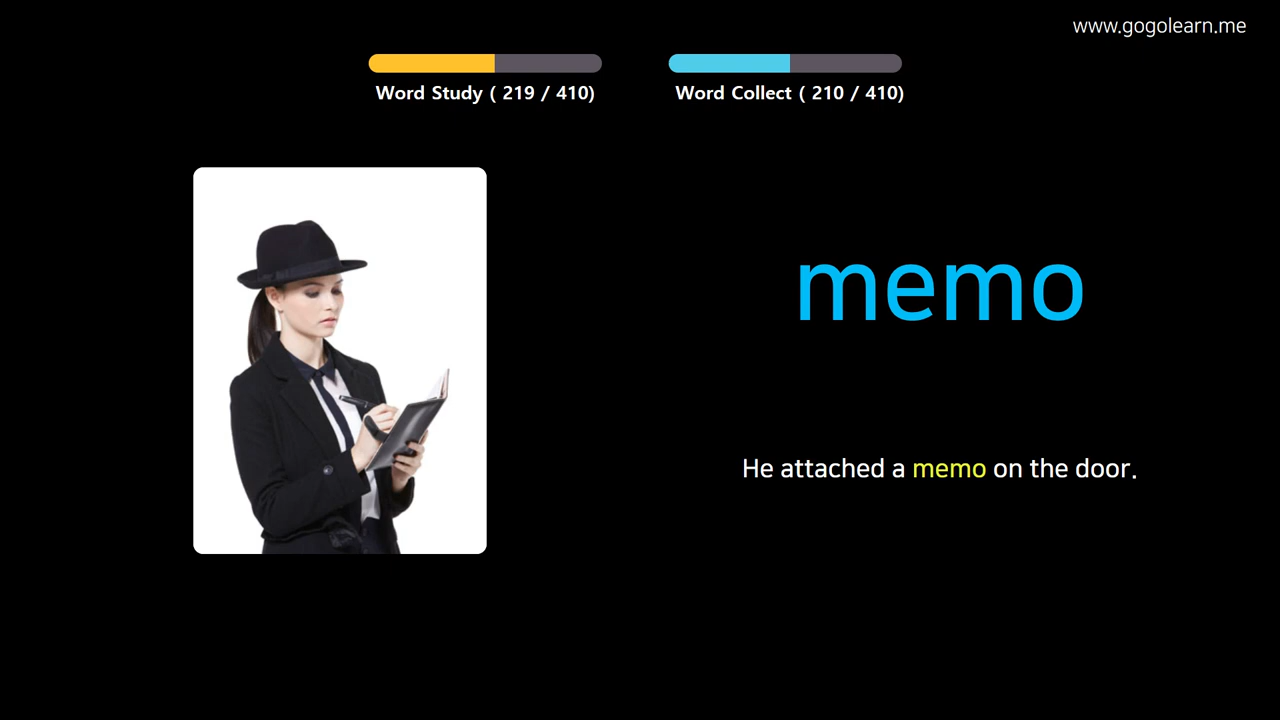 www.gogolearn.me
Word Study ( 219 / 410)
Word Collect ( 210 / 410)
memo
He attached a memo on the door.